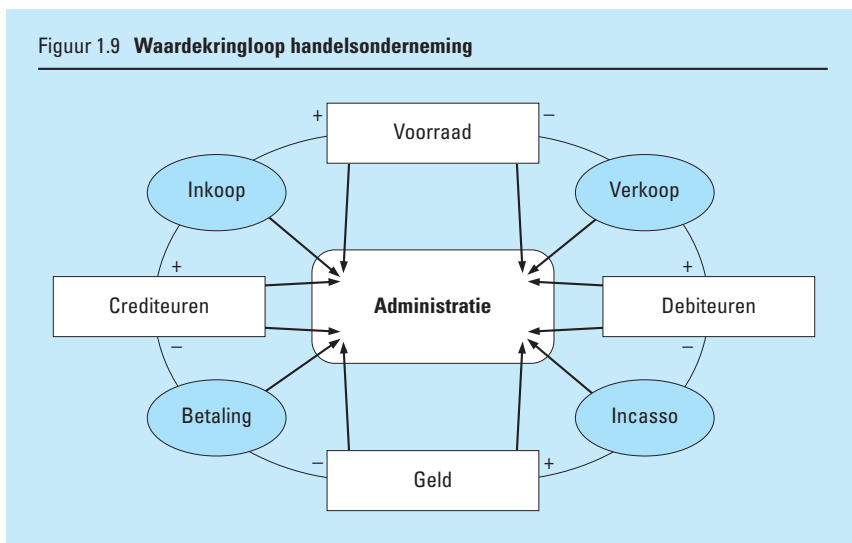 Figuur 1.9 Waardekringloop handelsonderneming
+ Voorraad –
Inkoop Verkoop
+ +
Crediteuren Administratie Debiteuren
– –
Betaling Incasso
– Geld +